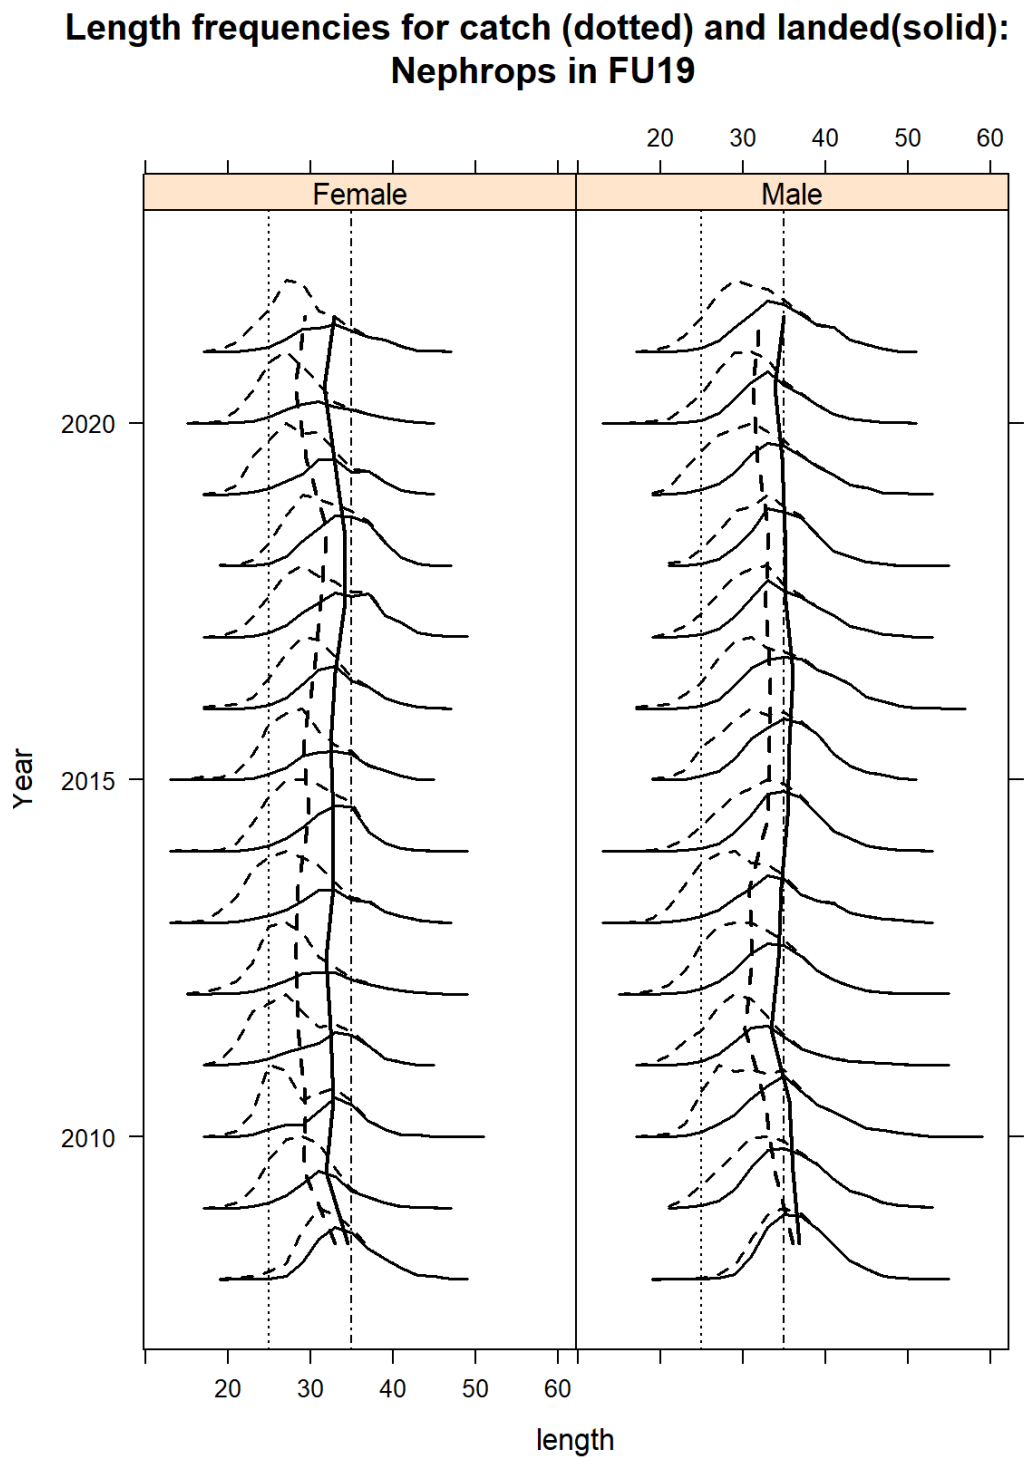 Length frequencies for catch (dotted) and landed(solid):
Nephrops in FU19
20 30 40 50 60
Female Male
2020
2015
2010
Year
20 30 40 50 60
length